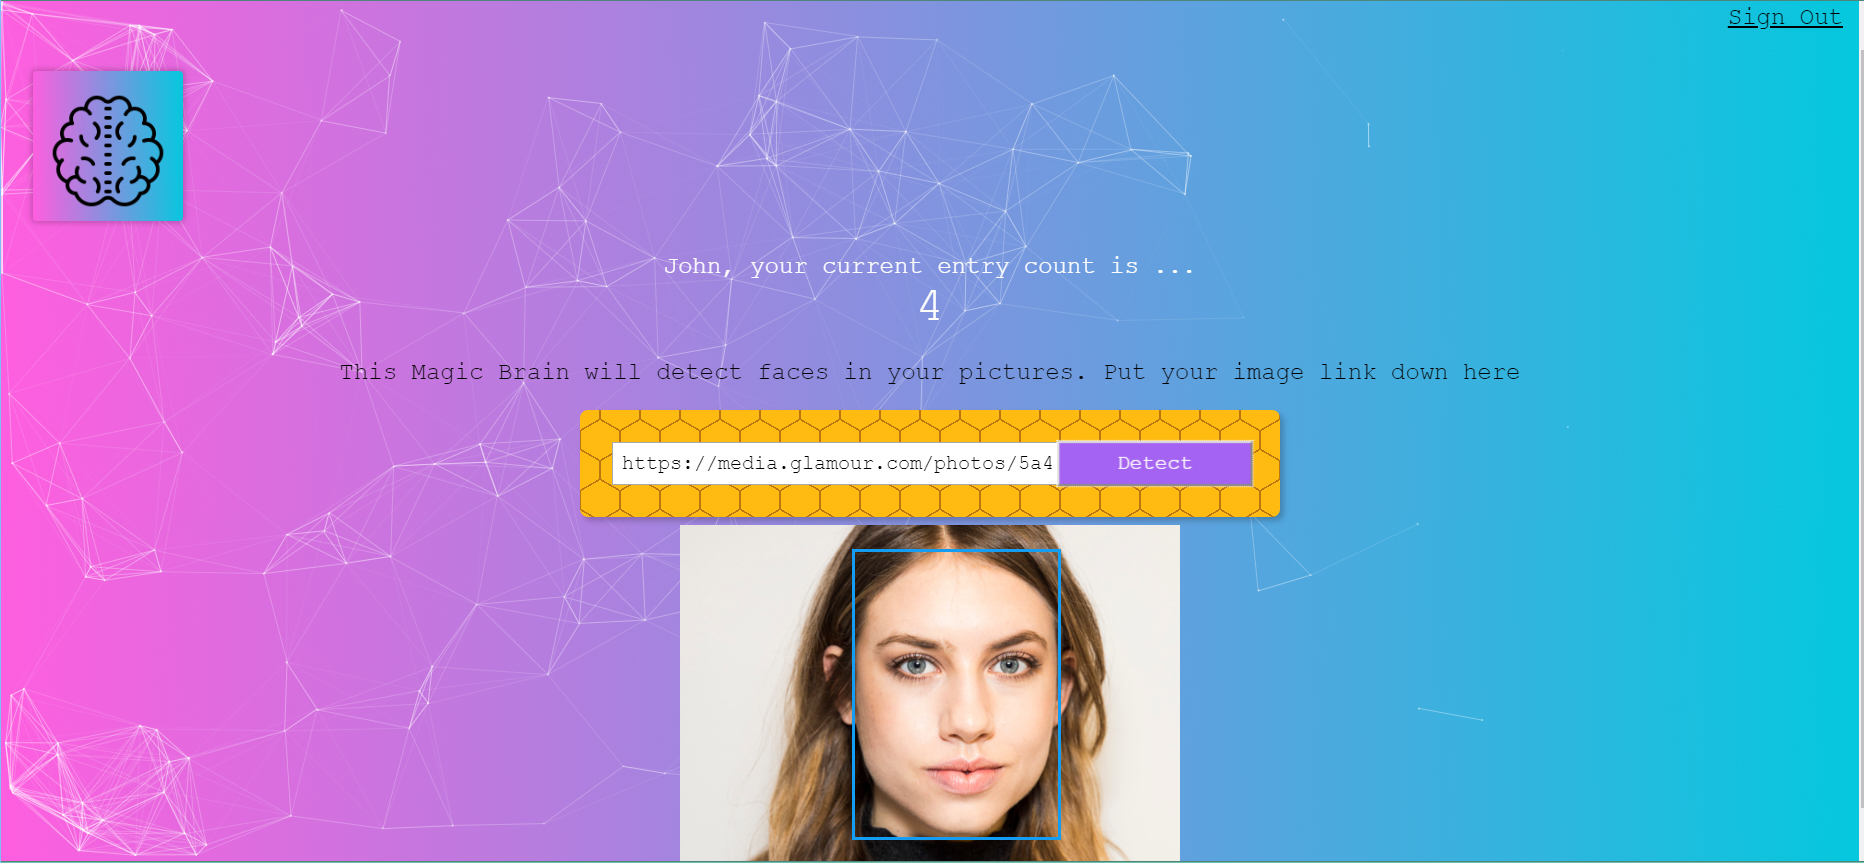 Sign Out
John, your current entry count is ...
4
This Magic Brain will detect faces in your pictures. Put your image link down here
https://media.glamour.com/photos/5a4
Detect